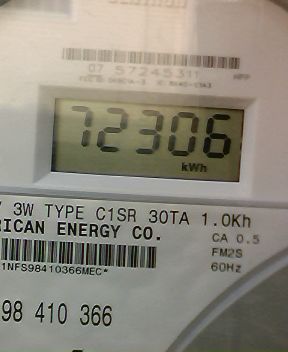 07 57245311
72306
kWh
3W TYPE C1SR 30TA 1.0Kh
RICAN ENERGY CO.
CA 0.5
FM2S
60Hz
1NFS98410366MEC*
98 410 366